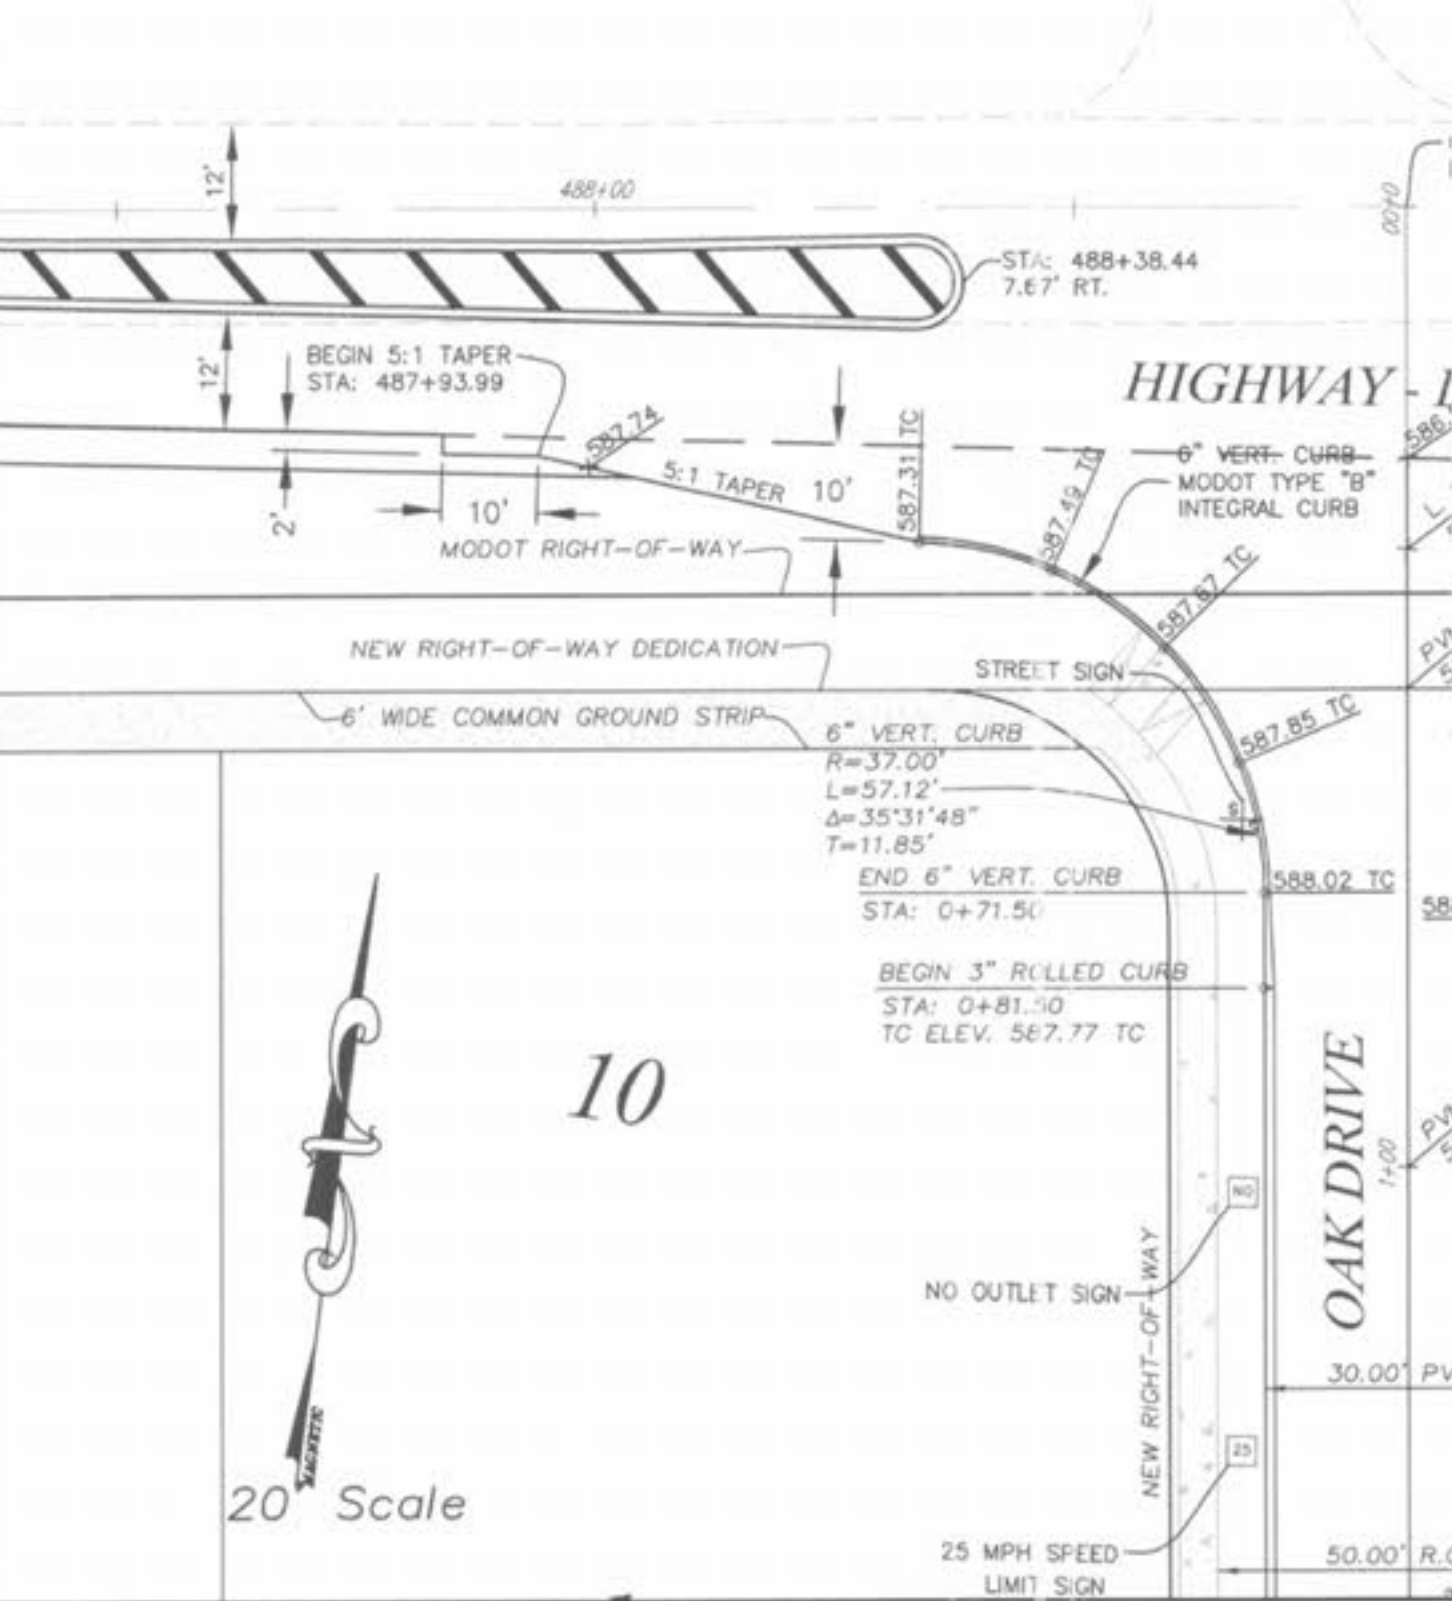 12'
488+00
0+00
STA: 488+38.44
7.67' RT.
12'
BEGIN 5:1 TAPER
STA: 487+93.99
HIGHWAY
587.74
5:1 TAPER
10'
587.31 TC
587.49 TC
6" VERT. CURB
MODOT TYPE "B"
INTEGRAL CURB
2'
10'
MODOT RIGHT-OF-WAY
587.67 TC
NEW RIGHT-OF-WAY DEDICATION
STREET SIGN
6' WIDE COMMON GROUND STRIP
587.85 TC
6" VERT. CURB
R=37.00'
L=57.12'
Δ=35°31'48"
T=11.85'
S
END 6" VERT. CURB
STA: 0+71.50
588.02 TC
BEGIN 3" ROLLED CURB
STA: 0+81.50
TC ELEV. 587.77 TC
10
OAK DRIVE
1+00
NO
NO OUTLET SIGN
NEW RIGHT-OF-WAY
30.00'
MAGNETIC
25
20' Scale
25 MPH SPEED
LIMIT SIGN
50.00'